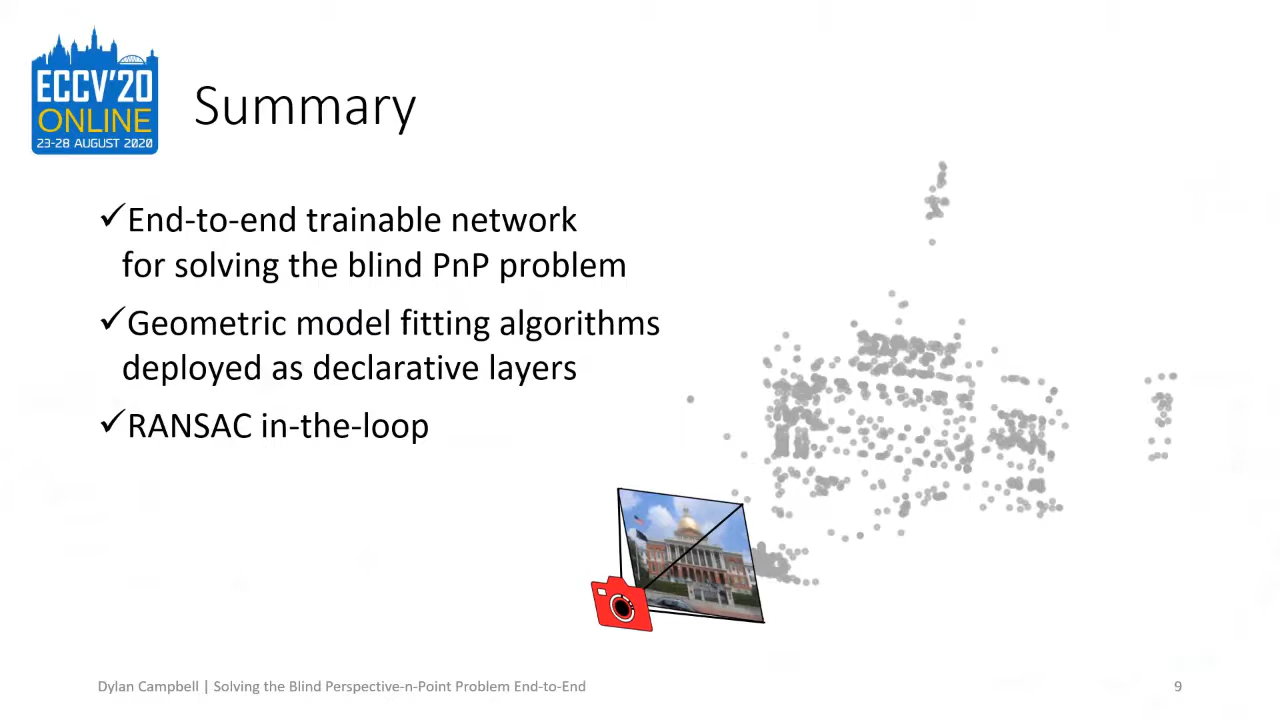 ECCV'20
ONLINE
23-28 AUGUST 2020
Summary
✓End-to-end trainable network
for solving the blind PnP problem
✓Geometric model fitting algorithms
deployed as declarative layers
✓RANSAC in-the-loop
Dylan Campbell | Solving the Blind Perspective-n-Point Problem End-to-End
9